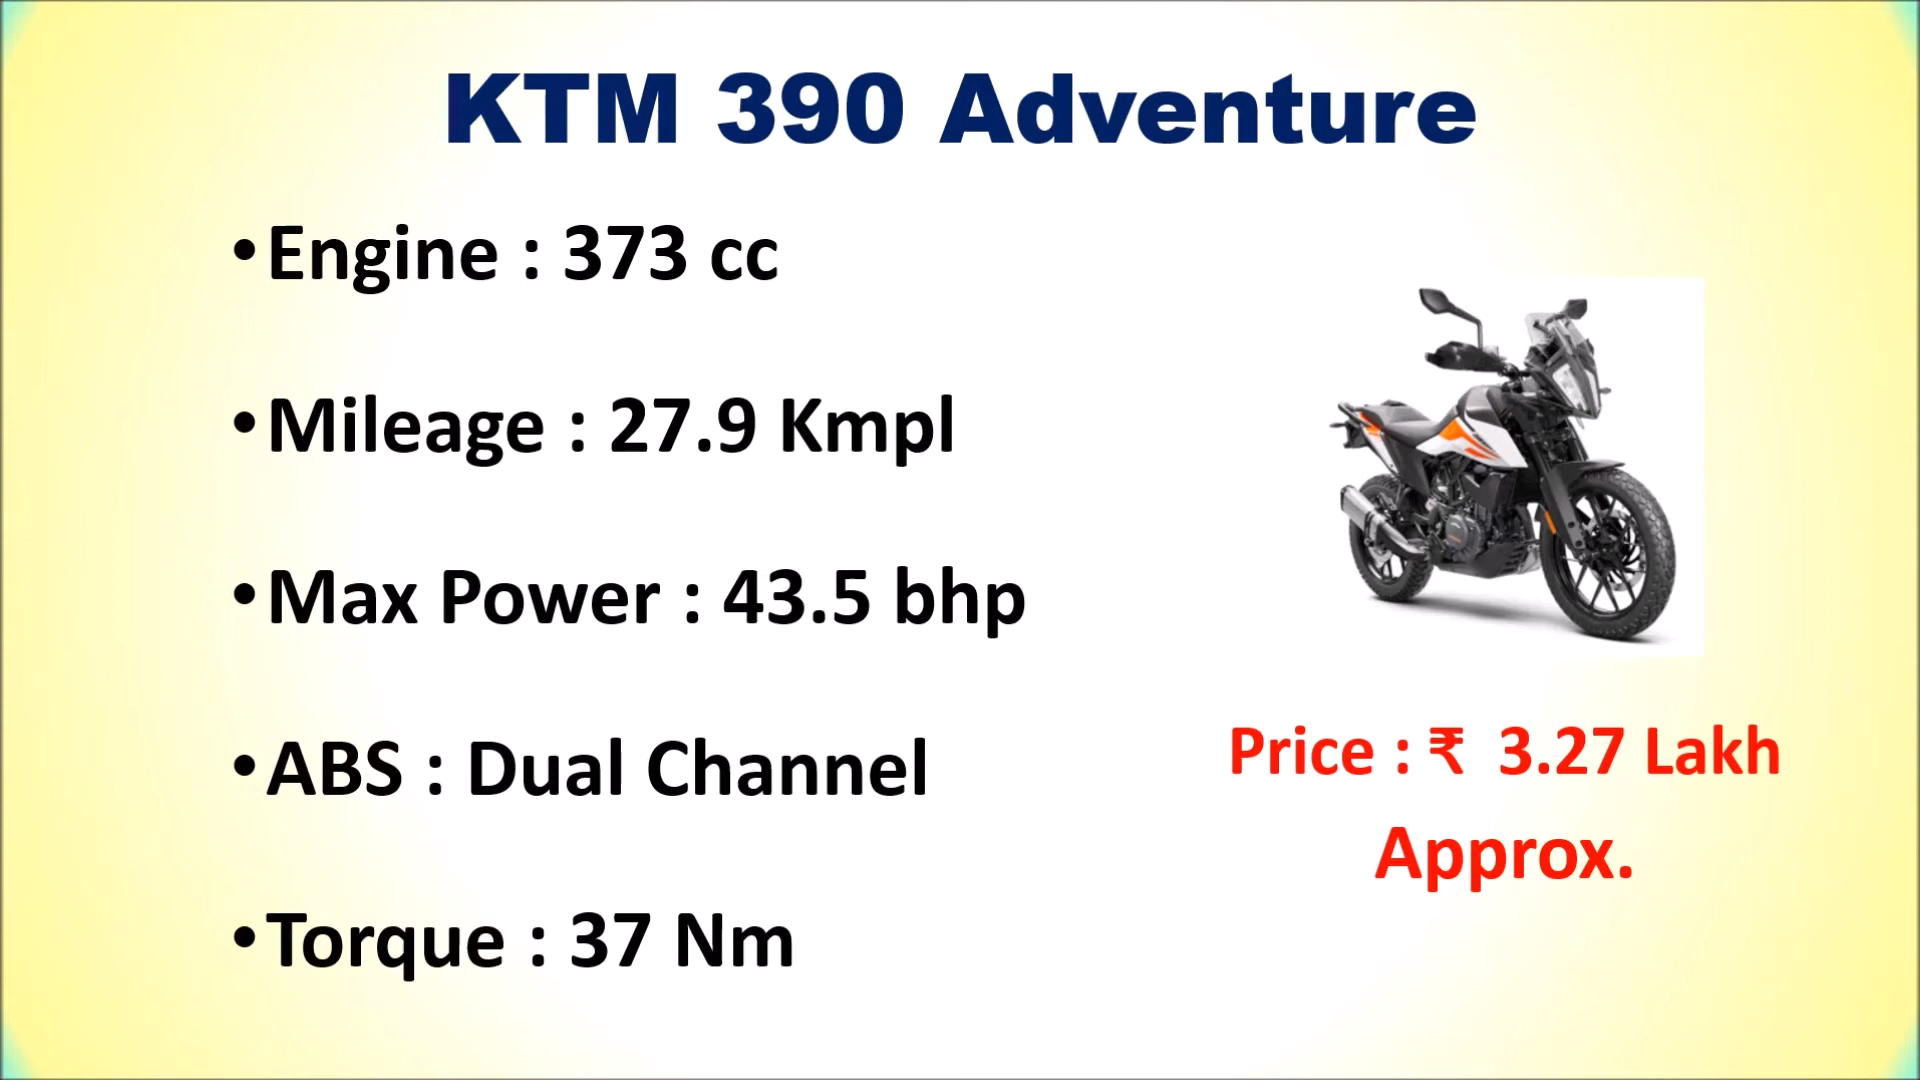 KTM 390 Adventure
•Engine : 373 cc
•Mileage : 27.9 Kmpl
•Max Power : 43.5 bhp
•ABS : Dual Channel
•Torque : 37 Nm
Price : ₹ 3.27 Lakh
Approx.